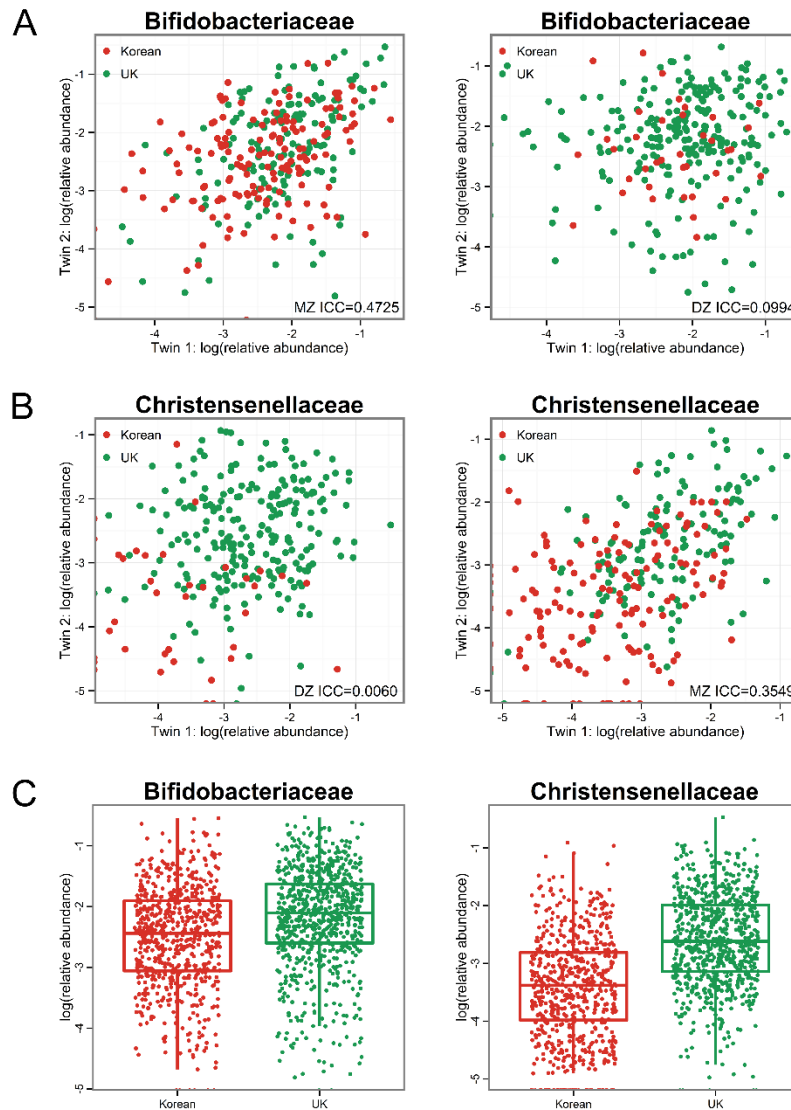 A
Bifidobacteriaceae
Korean
UK
-1
-2
-3
-4
-5
Twin 2: log(relative abundance)
MZ ICC=0.4725
-4
-3
-2
-1
Twin 1: log(relative abundance)
Bifidobacteriaceae
Korean
UK
-1
-2
-3
-4
-5
Twin 2: log(relative abundance)
DZ ICC=0.0994
-4
-3
-2
-1
Twin 1: log(relative abundance)
B
Christensenellaceae
Korean
UK
-1
-2
-3
-4
-5
Twin 2: log(relative abundance)
DZ ICC=0.0060
-4
-3
-2
-1
Twin 1: log(relative abundance)
Christensenellaceae
Korean
UK
-1
-2
-3
-4
-5
Twin 2: log(relative abundance)
MZ ICC=0.3549
-5
-4
-3
-2
-1
Twin 1: log(relative abundance)
C
Bifidobacteriaceae
-1
-2
-3
-4
-5
log(relative abundance)
Korean
UK
Christensenellaceae
-1
-2
-3
-4
-5
log(relative abundance)
Korean
UK